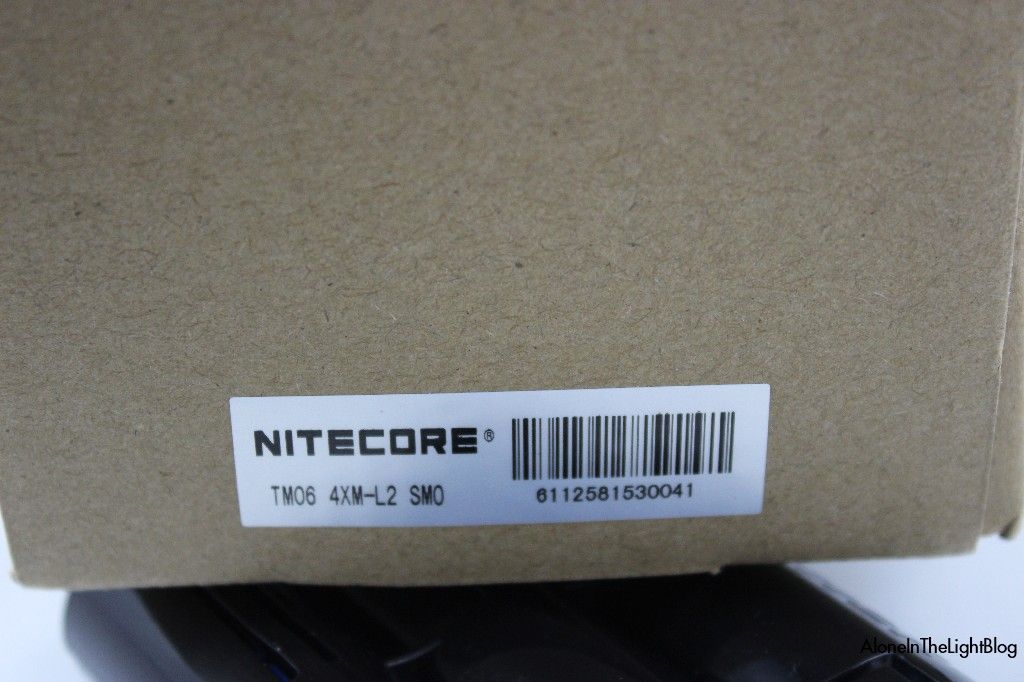 NITECORE®
TM06 4XM-L2 SMO
6112581530041
AloneInTheLightBlog